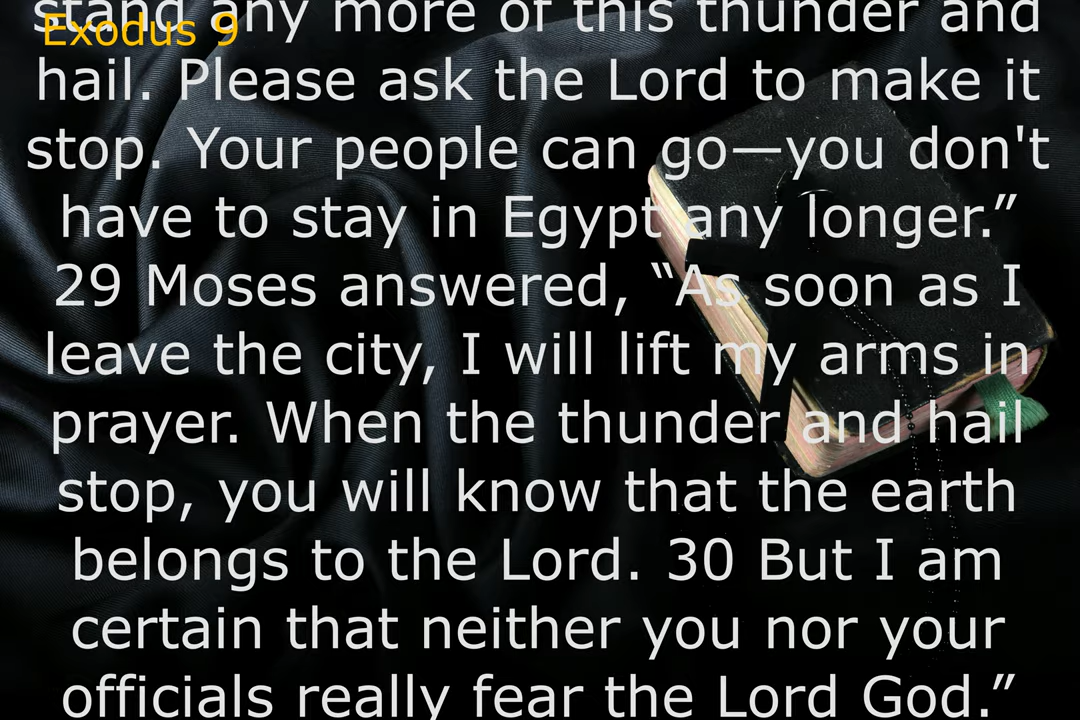 stand any more of this thunder and
Exodus 9
hail. Please ask the Lord to make it
stop. Your people can go—you don't
have to stay in Egypt any longer.”
29 Moses answered, “As soon as I
leave the city, I will lift my arms in
prayer. When the thunder and hail
stop, you will know that the earth
belongs to the Lord. 30 But I am
certain that neither you nor your
officials really fear the Lord God.”